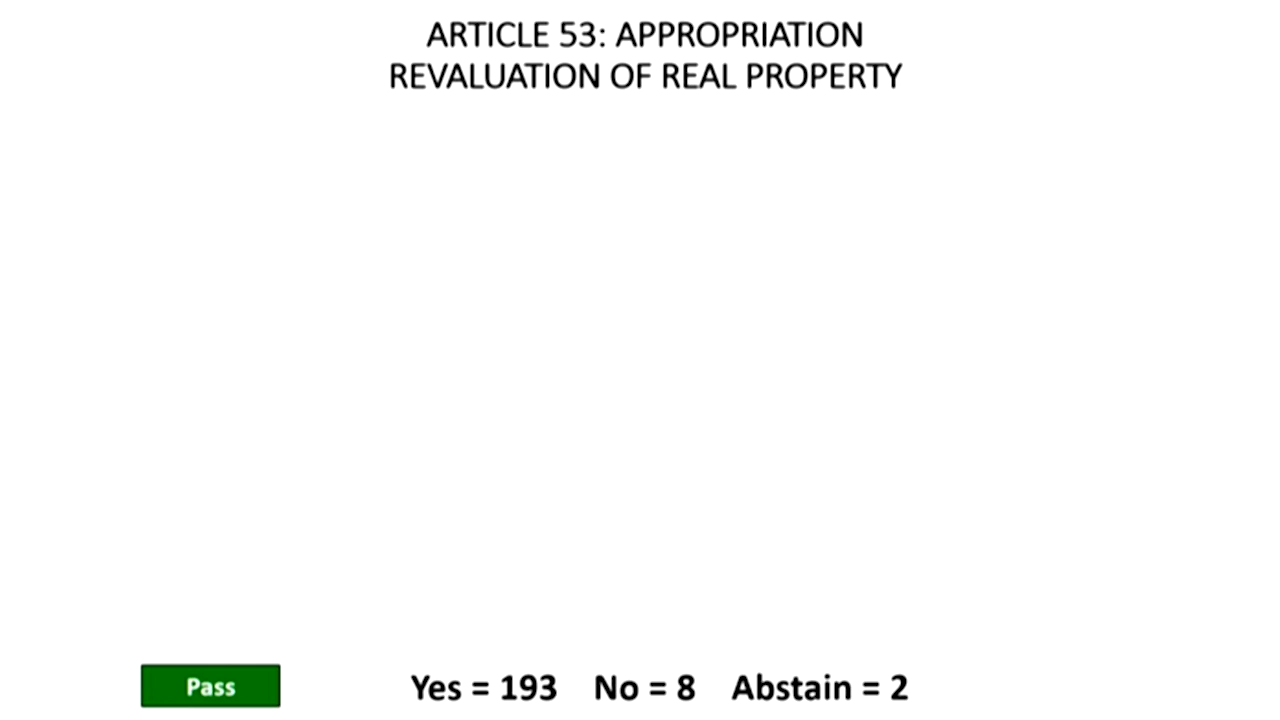 ARTICLE 53: APPROPRIATION
REVALUATION OF REAL PROPERTY
Pass
Yes = 193 No = 8 Abstain = 2